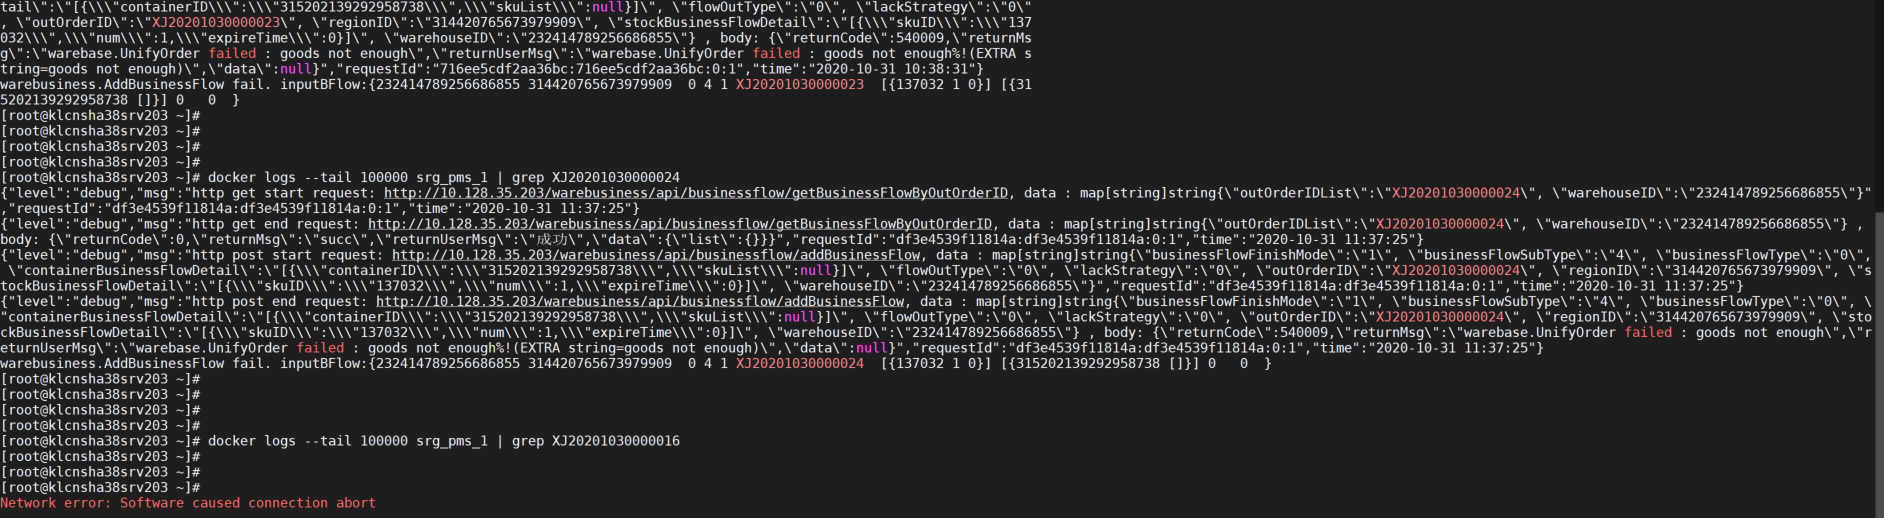 tail\":\"[{\\\"containerID\\\":\\\"315202139292958738\\\",\\\"skuList\\\":null}]\", \"flowOutType\":\"0\", \"lackStrategy\":\"0\"
, \"outOrderID\":\"XJ20201030000023\", \"regionID\":\"314420765673979909\", \"stockBusinessFlowDetail\":\"[{\\\"skuID\\\":\\\"137
032\\\",\\\"num\\\":1,\\\"expireTime\\\":0}]\", \"warehouseID\":\"232414789256686855\"} , body: {\"returnCode\":540009,\"returnMs
g\":\"warebase.UnifyOrder failed : goods not enough\",\"returnUserMsg\":\"warebase.UnifyOrder failed : goods not enough%!(EXTRA s
tring=goods not enough)\",\"data\":null}","requestId":"716ee5cdf2aa36bc:716ee5cdf2aa36bc:0:1","time":"2020-10-31 10:38:31"}
warebusiness.AddBusinessFlow fail. inputBFlow:{232414789256686855 314420765673979909  0 4 1 XJ20201030000023  [{137032 1 0}] [{31
5202139292958738 []}] 0   0  }
[root@klcnsha38srv203 ~]#
[root@klcnsha38srv203 ~]#
[root@klcnsha38srv203 ~]#
[root@klcnsha38srv203 ~]#
[root@klcnsha38srv203 ~]# docker logs --tail 100000 srg_pms_1 | grep XJ20201030000024
{"level":"debug","msg":"http get start request: http://10.128.35.203/warebusiness/api/businessflow/getBusinessFlowByOutOrderID, data : map[string]string{\"outOrderIDList\":\"XJ20201030000024\", \"warehouseID\":\"232414789256686855\"}"
,"requestId":"df3e4539f11814a:df3e4539f11814a:0:1","time":"2020-10-31 11:37:25"}
{"level":"debug","msg":"http get end request: http://10.128.35.203/warebusiness/api/businessflow/getBusinessFlowByOutOrderID, data : map[string]string{\"outOrderIDList\":\"XJ20201030000024\", \"warehouseID\":\"232414789256686855\"} ,
body: {\"returnCode\":0,\"returnMsg\":\"succ\",\"returnUserMsg\":\"成功\",\"data\":{\"list\":{}}}","requestId":"df3e4539f11814a:df3e4539f11814a:0:1","time":"2020-10-31 11:37:25"}
{"level":"debug","msg":"http post start request: http://10.128.35.203/warebusiness/api/businessflow/addBusinessFlow, data : map[string]string{\"businessFlowFinishMode\":\"1\", \"businessFlowSubType\":\"4\", \"businessFlowType\":\"0\",
 \"containerBusinessFlowDetail\":\"[{\\\"containerID\\\":\\\"315202139292958738\\\",\\\"skuList\\\":null}]\", \"flowOutType\":\"0\", \"lackStrategy\":\"0\", \"outOrderID\":\"XJ20201030000024\", \"regionID\":\"314420765673979909\", \"s
tockBusinessFlowDetail\":\"[{\\\"skuID\\\":\\\"137032\\\",\\\"num\\\":1,\\\"expireTime\\\":0}]\", \"warehouseID\":\"232414789256686855\"}","requestId":"df3e4539f11814a:df3e4539f11814a:0:1","time":"2020-10-31 11:37:25"}
{"level":"debug","msg":"http post end request: http://10.128.35.203/warebusiness/api/businessflow/addBusinessFlow, data : map[string]string{\"businessFlowFinishMode\":\"1\", \"businessFlowSubType\":\"4\", \"businessFlowType\":\"0\", \
"containerBusinessFlowDetail\":\"[{\\\"containerID\\\":\\\"315202139292958738\\\",\\\"skuList\\\":null}]\", \"flowOutType\":\"0\", \"lackStrategy\":\"0\", \"outOrderID\":\"XJ20201030000024\", \"regionID\":\"314420765673979909\", \"sto
ckBusinessFlowDetail\":\"[{\\\"skuID\\\":\\\"137032\\\",\\\"num\\\":1,\\\"expireTime\\\":0}]\", \"warehouseID\":\"232414789256686855\"} , body: {\"returnCode\":540009,\"returnMsg\":\"warebase.UnifyOrder failed : goods not enough\",\"r
eturnUserMsg\":\"warebase.UnifyOrder failed : goods not enough%!(EXTRA string=goods not enough)\",\"data\":null}","requestId":"df3e4539f11814a:df3e4539f11814a:0:1","time":"2020-10-31 11:37:25"}
warebusiness.AddBusinessFlow fail. inputBFlow:{232414789256686855 314420765673979909  0 4 1 XJ20201030000024  [{137032 1 0}] [{315202139292958738 []}] 0   0  }
[root@klcnsha38srv203 ~]#
[root@klcnsha38srv203 ~]#
[root@klcnsha38srv203 ~]#
[root@klcnsha38srv203 ~]#
[root@klcnsha38srv203 ~]# docker logs --tail 100000 srg_pms_1 | grep XJ20201030000016
[root@klcnsha38srv203 ~]#
[root@klcnsha38srv203 ~]#
[root@klcnsha38srv203 ~]#
Network error: Software caused connection abort